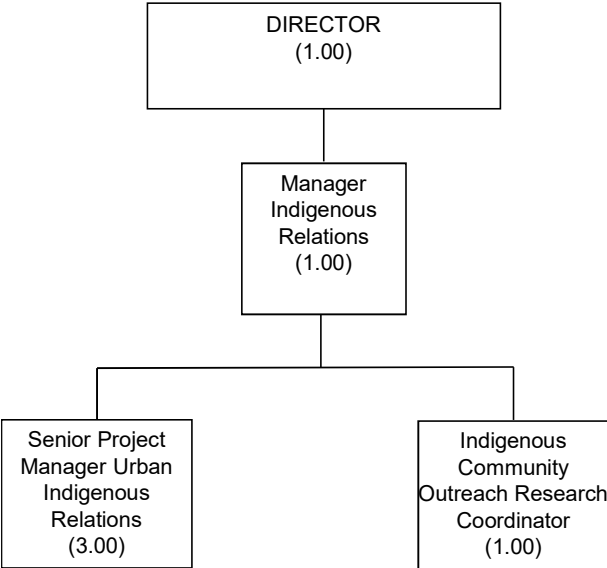 DIRECTOR
(1.00)
Manager
Indigenous
Relations
(1.00)
Senior Project
Manager Urban
Indigenous
Relations
(3.00)
Indigenous
Community
Outreach Research
Coordinator
(1.00)